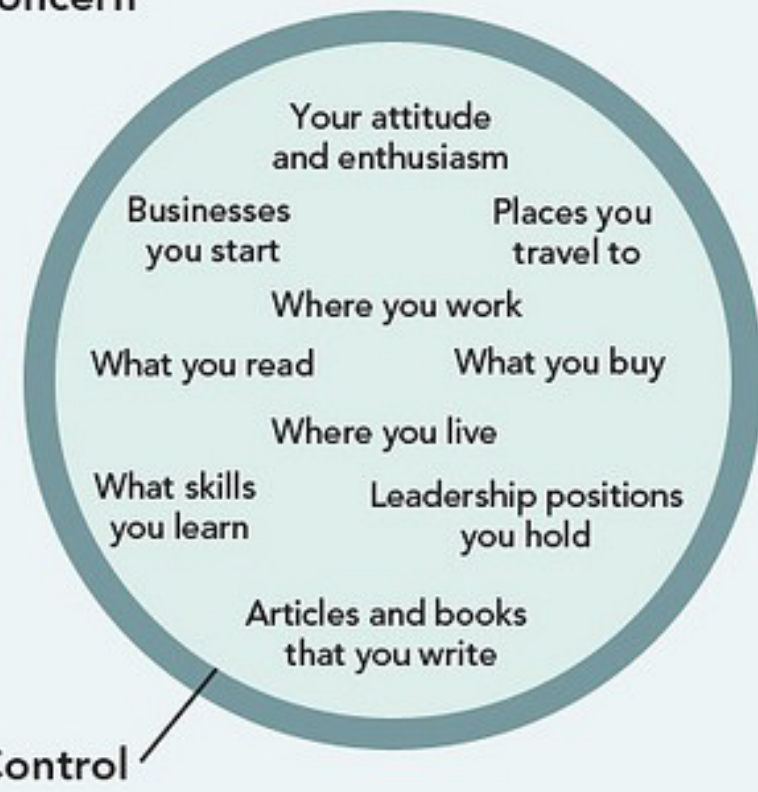 Your attitude
and enthusiasm
Businesses
you start
Places you
travel to
Where you work
What you read
What you buy
Where you live
What skills
you learn
Leadership positions
you hold
Articles and books
that you write